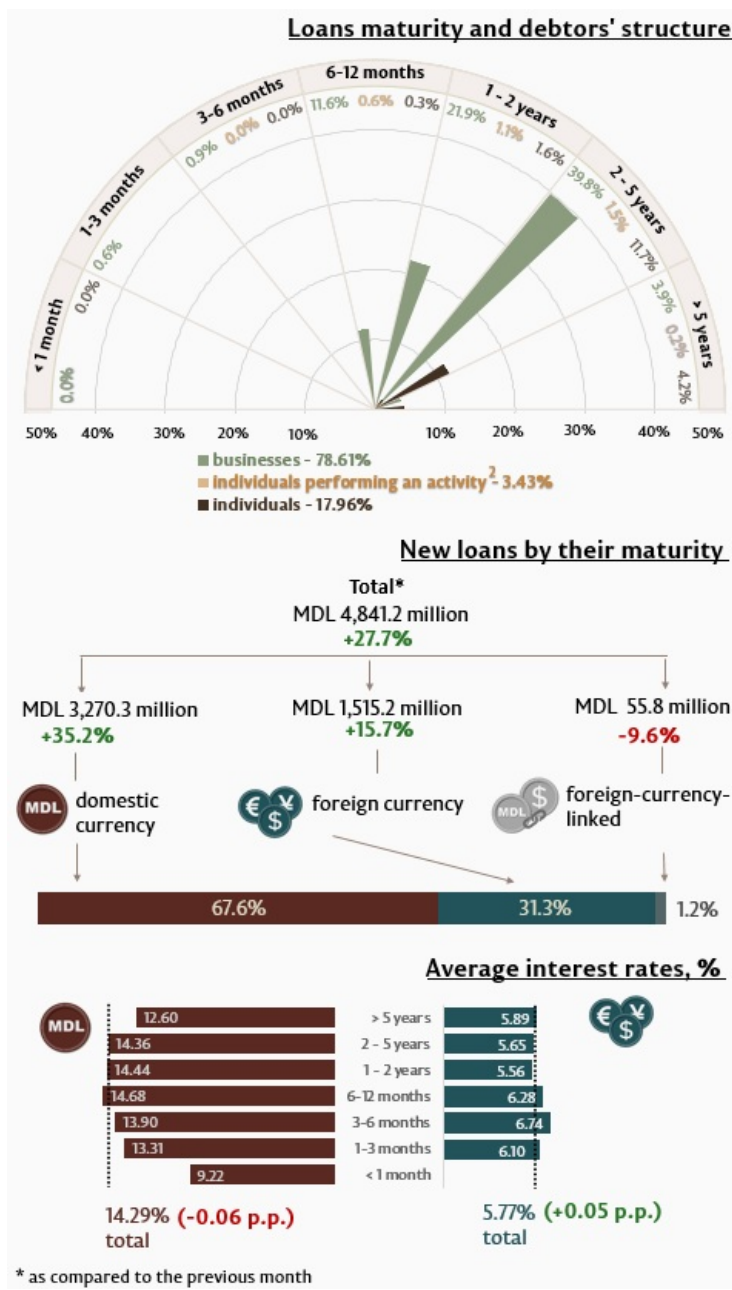 Loans maturity and debtors' structure
< 1 month
1-3 months
3-6 months
6-12 months
1 - 2 years
2 - 5 years
> 5 years
0.0%
0.0%
0.6%
0.9%
0.0%
0.0%
11.6%
0.6%
0.3%
21.9%
1.1%
1.6%
39.8%
1.5%
11.7%
3.9%
0.2%
4.2%
50% 40% 30% 20% 10% 10% 20% 30% 40% 50%
businesses - 78.61%
individuals performing an activity 2 - 3.43%
individuals - 17.96%
New loans by their maturity
Total*
MDL 4,841.2 million
+27.7%
MDL 3,270.3 million
+35.2%
MDL 1,515.2 million
+15.7%
MDL 55.8 million
-9.6%
MDL
domestic
currency
€ ¥ $
foreign currency
MDL $
foreign-currency-
linked
67.6% 31.3% 1.2%
Average interest rates, %
MDL
€ ¥ $
12.60 > 5 years 5.89
14.36 2 - 5 years 5.65
14.44 1 - 2 years 5.56
14.68 6-12 months 6.28
13.90 3-6 months 6.74
13.31 1-3 months 6.10
9.22 < 1 month
14.29% (-0.06 p.p.)
total
5.77% (+0.05 p.p.)
total
* as compared to the previous month